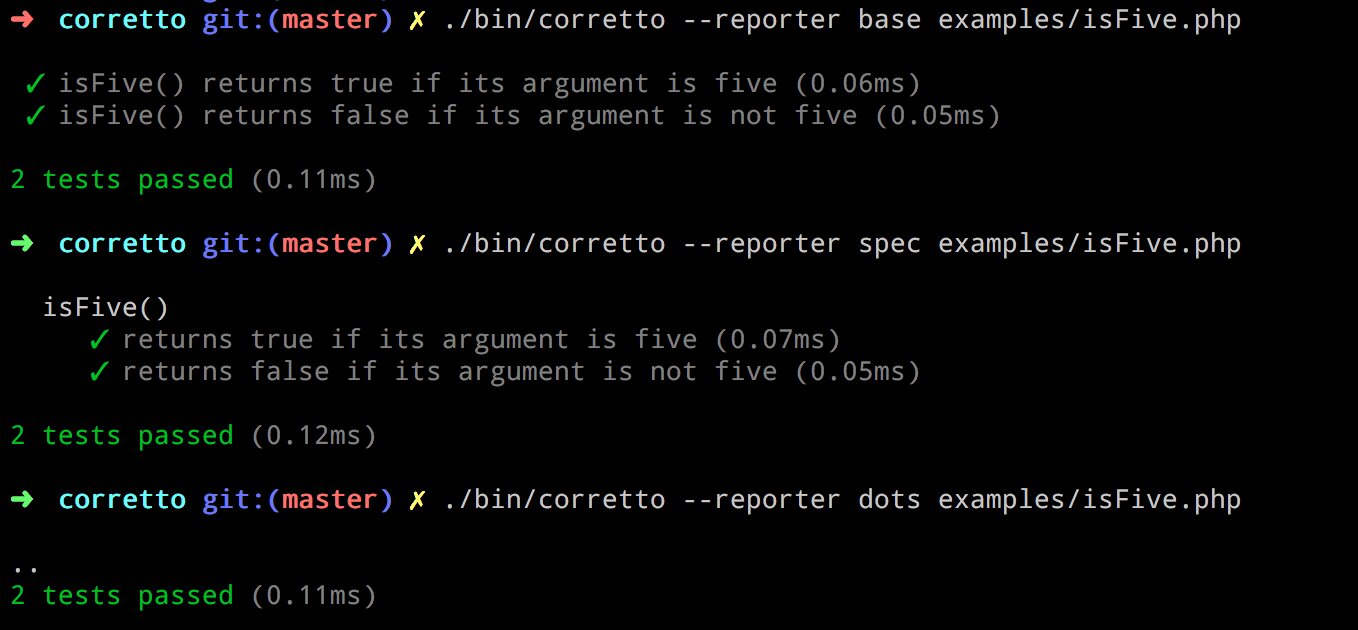 ➜ corretto git:(master) ✗ ./bin/corretto --reporter base examples/isFive.php
✓ isFive() returns true if its argument is five (0.06ms)
✓ isFive() returns false if its argument is not five (0.05ms)
2 tests passed (0.11ms)
➜ corretto git:(master) ✗ ./bin/corretto --reporter spec examples/isFive.php
isFive()
✓ returns true if its argument is five (0.07ms)
✓ returns false if its argument is not five (0.05ms)
2 tests passed (0.12ms)
➜ corretto git:(master) ✗ ./bin/corretto --reporter dots examples/isFive.php
..
2 tests passed (0.11ms)